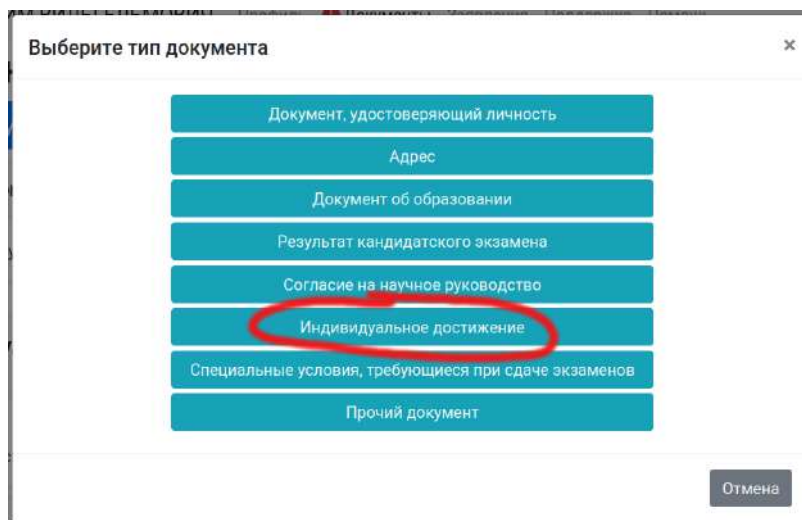 Выберите тип документа
×
Документ, удостоверяющий личность
Адрес
Документ об образовании
Результат кандидатского экзамена
Согласие на научное руководство
Индивидуальное достижение
Специальные условия, требующиеся при сдаче экзаменов
Прочий документ
Отмена